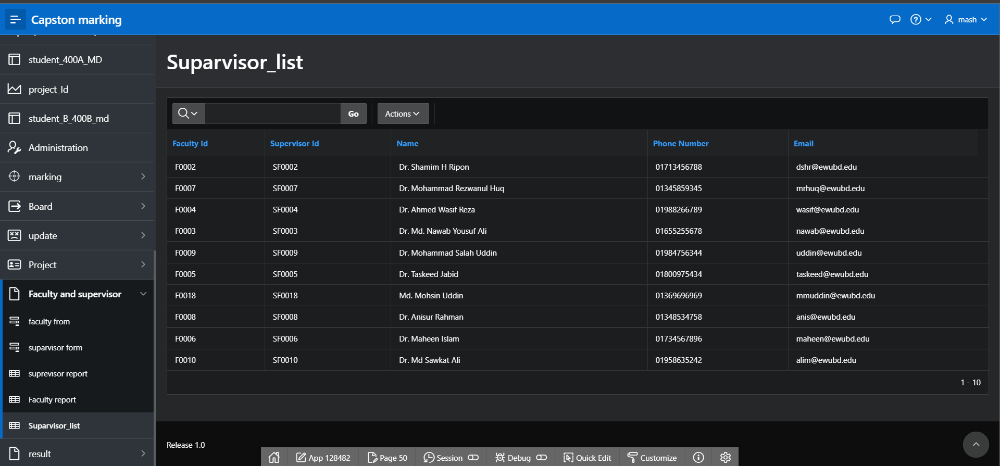 Capston marking
mash
student_400A_MD
project_Id
student_B_400B_md
Administration
marking
Board
update
Project
Faculty and supervisor
faculty from
suparvisor form
suprevisor report
Faculty report
Suparvisor_list
result
Suparvisor_list
Go
Actions
Faculty Id Supervisor Id Name Phone Number Email
F0002 SF0002 Dr. Shamim H Ripon 01713456788 dshr@ewubd.edu
F0007 SF0007 Dr. Mohammad Rezwanul Huq 01345859345 mrhuq@ewubd.edu
F0004 SF0004 Dr. Ahmed Wasif Reza 01988266789 wasif@ewubd.edu
F0003 SF0003 Dr. Md. Nawab Yousuf Ali 01655255678 nawab@ewubd.edu
F0009 SF0009 Dr. Mohammad Salah Uddin 01984756344 uddin@ewubd.edu
F0005 SF0005 Dr. Taskeed Jabid 01800975434 taskeed@ewubd.edu
F0018 SF0018 Md. Mohsin Uddin 01369696969 mmuddin@ewubd.edu
F0008 SF0008 Dr. Anisur Rahman 01348534758 anis@ewubd.edu
F0006 SF0006 Dr. Maheen Islam 01734567896 maheen@ewubd.edu
F0010 SF0010 Dr. Md Sawkat Ali 01958635242 alim@ewubd.edu
1 - 10
Release 1.0
App 128482 Page 50 Session Debug Quick Edit Customize